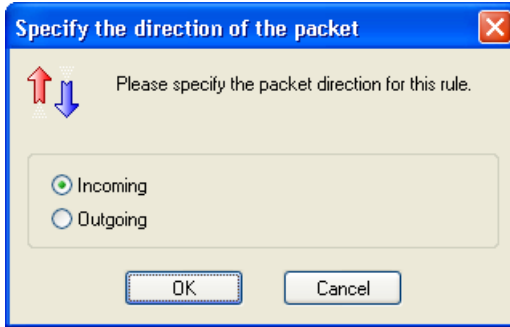 Specify the direction of the packet
Please specify the packet direction for this rule.
Incoming
Outgoing
OK
Cancel